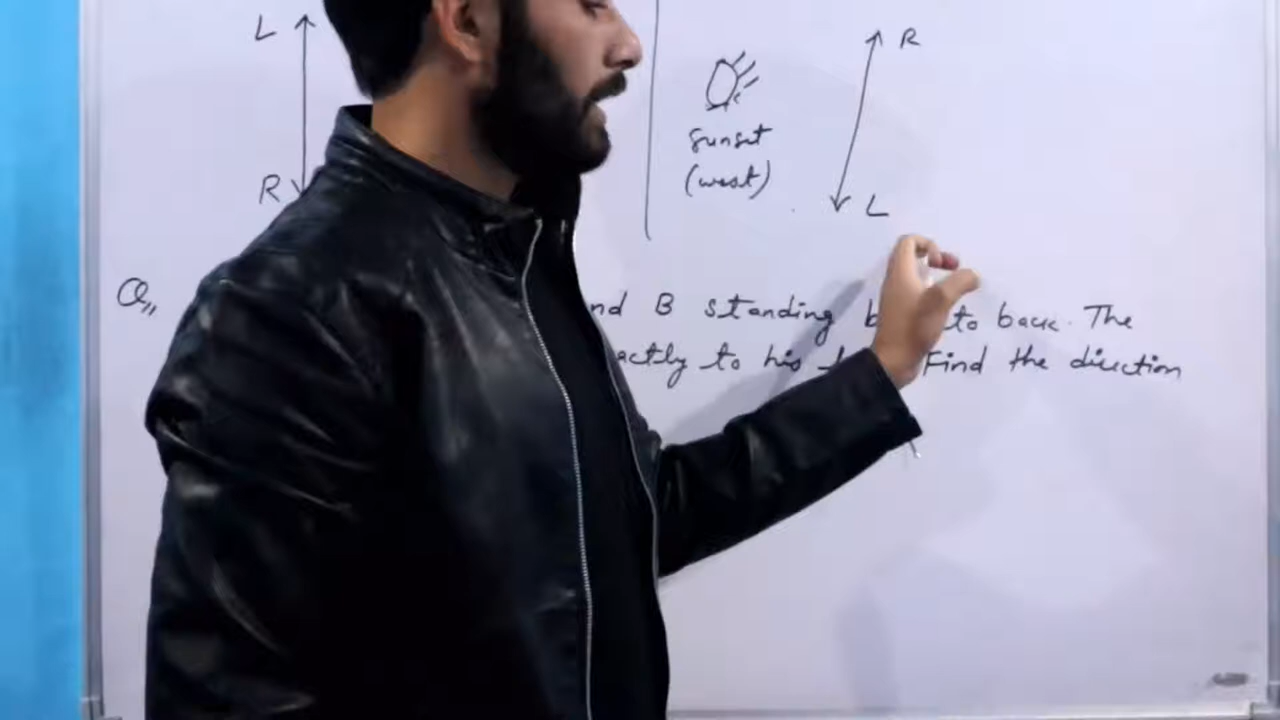 L
R
sunset
(west)
R
L
Q,,
nd B standing to back. The
actly to his Find the direction